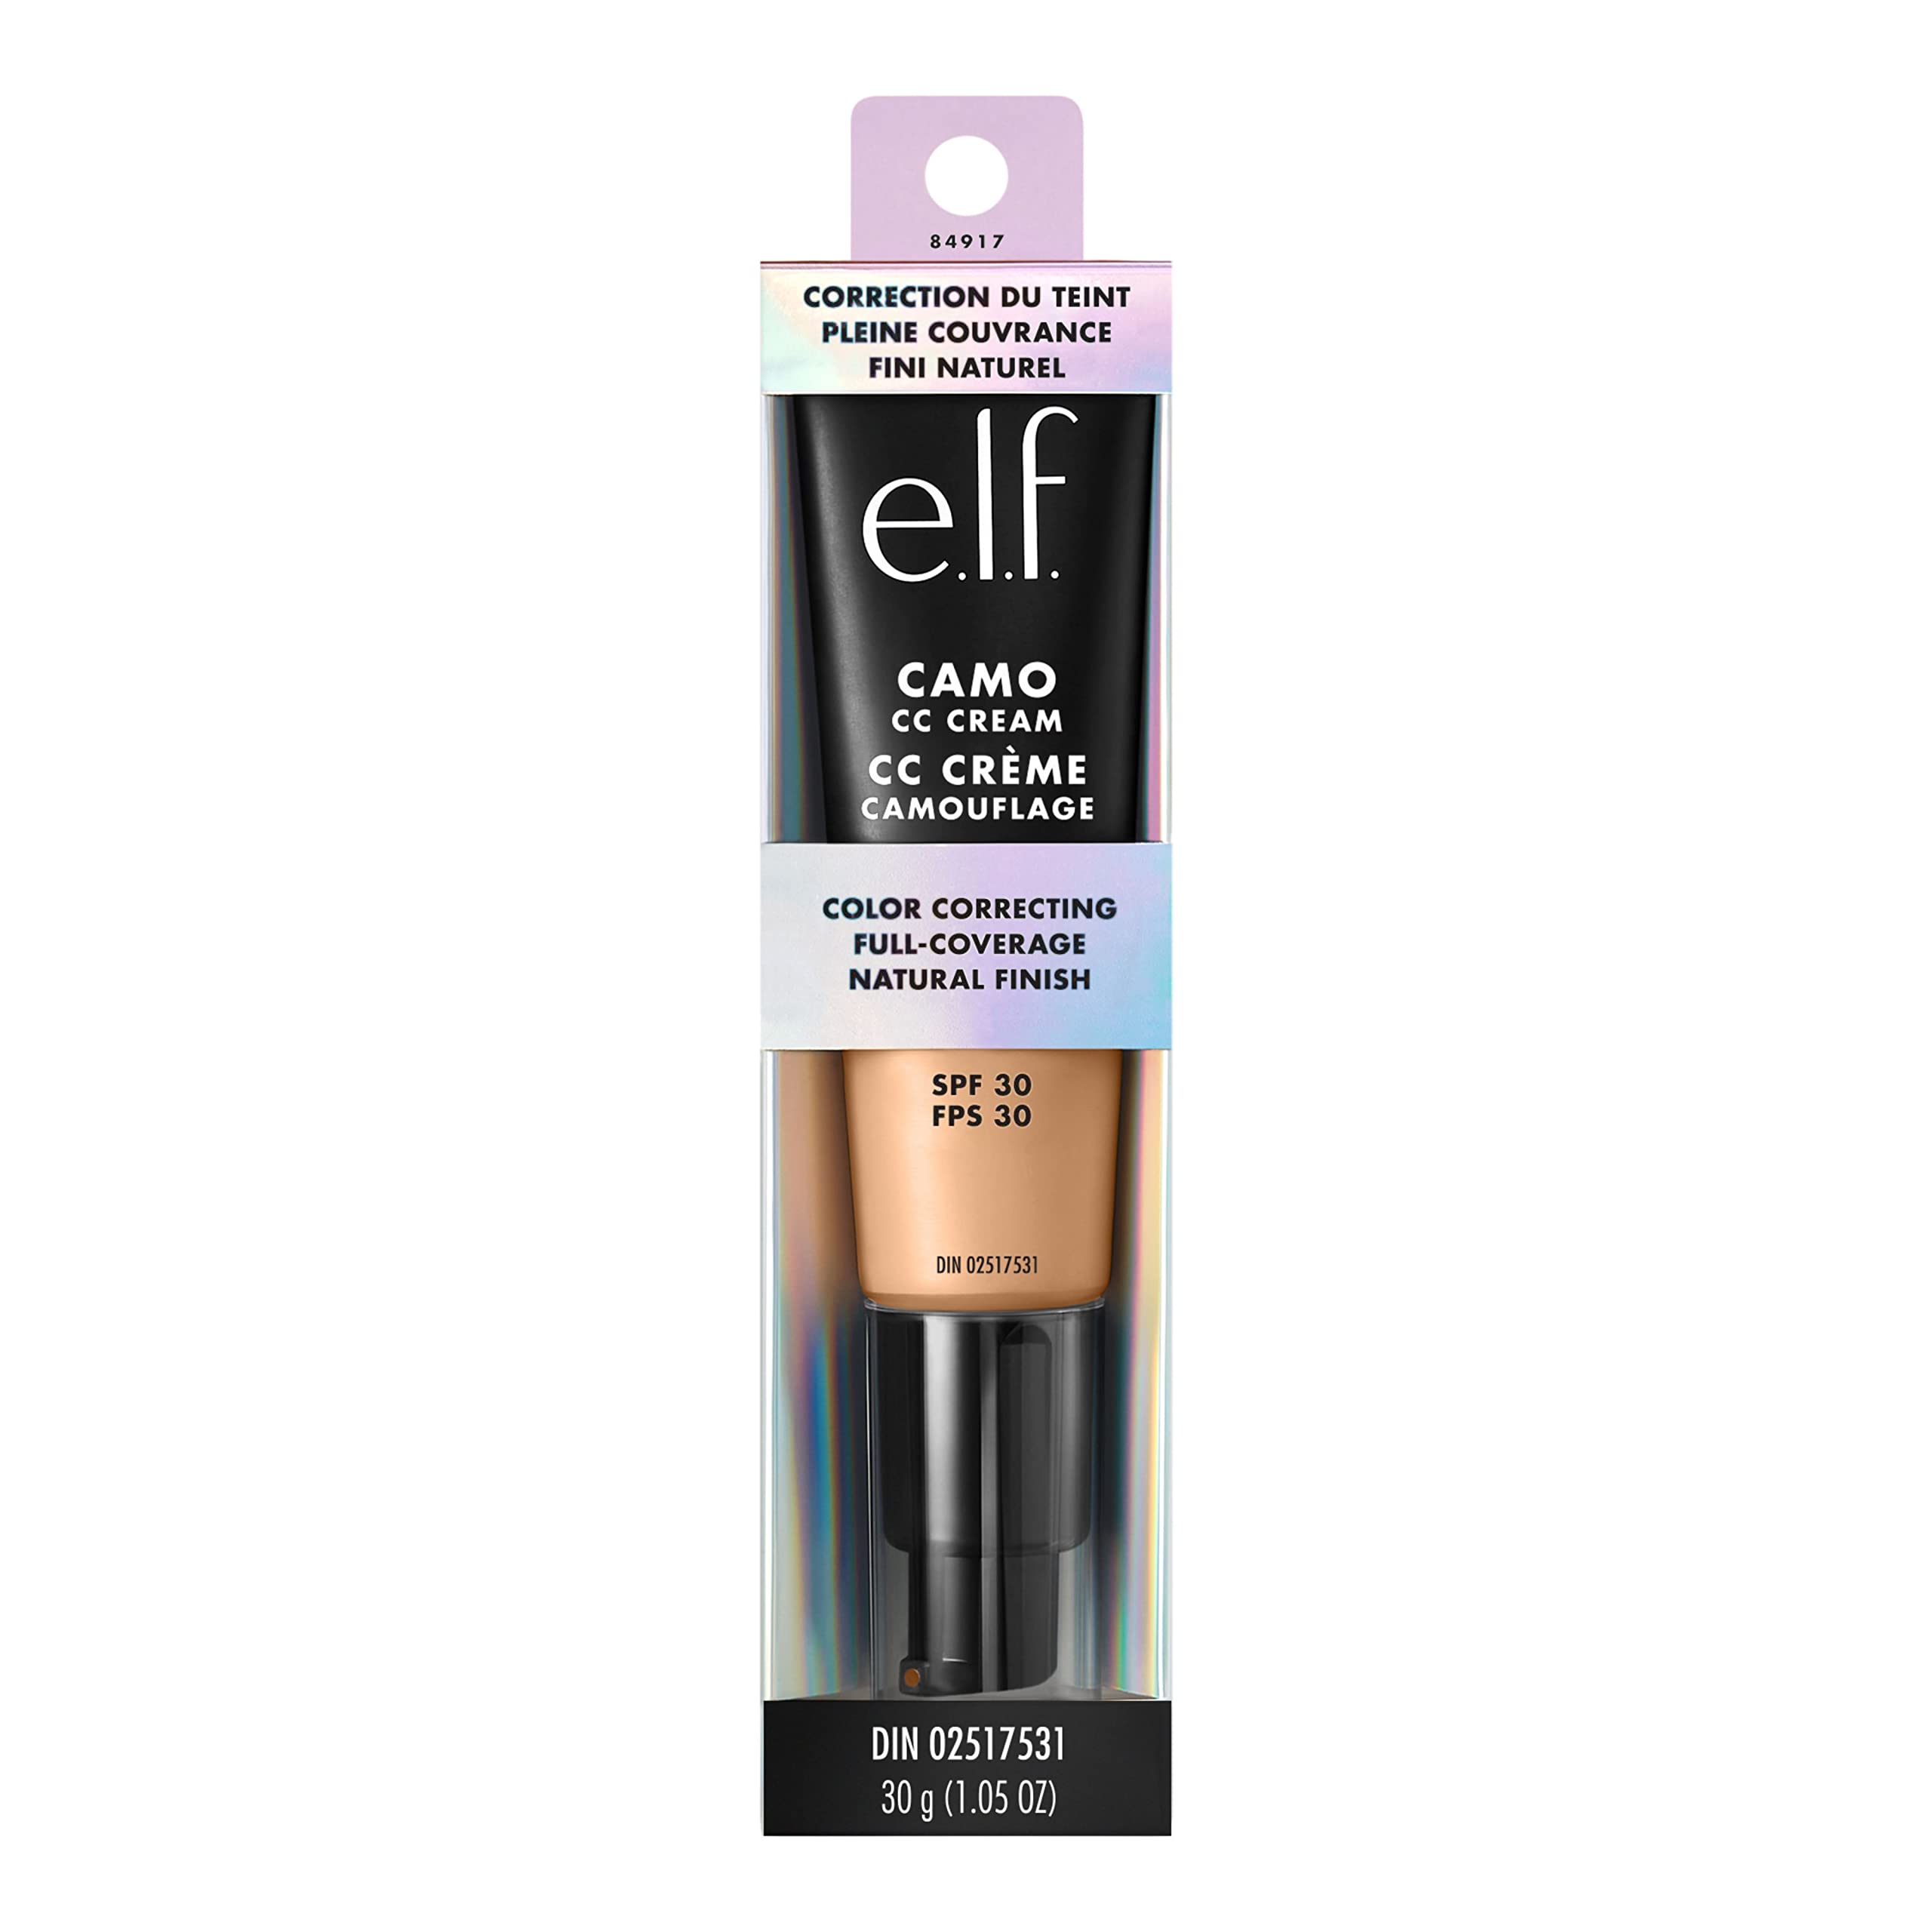 84917
CORRECTION DU TEINT
PLEINE COUVRANCE
FINI NATUREL
e.l.f.
CAMO
CC CREAM
CC CRÈME
CAMOUFLAGE
COLOR CORRECTING
FULL-COVERAGE
NATURAL FINISH
SPF 30
FPS 30
DIN 02517531
DIN 02517531
30 g (1.05 OZ)